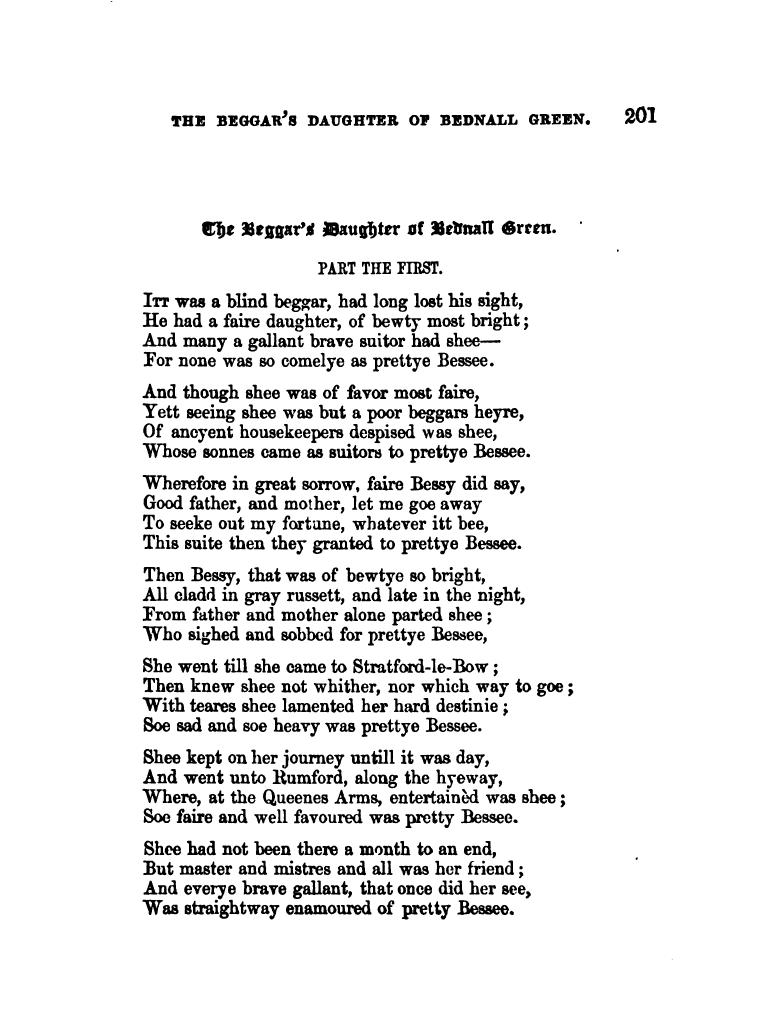 THE BEGGAR'S DAUGHTER OF BEDNALL GREEN. 201
The Beggar's Daughter of Bednall Green.
PART THE FIRST.
ITT was a blind beggar, had long lost his sight,
He had a faire daughter, of bewty most bright;
And many a gallant brave suitor had shee—
For none was so comelye as prettye Bessee.
And though shee was of favor most faire,
Yett seeing shee was but a poor beggars heyre,
Of ancyent housekeepers despised was shee,
Whose sonnes came as suitors to prettye Bessee.
Wherefore in great sorrow, faire Bessy did say,
Good father, and mother, let me goe away
To seeke out my fortune, whatever itt bee,
This suite then they granted to prettye Bessee.
Then Bessy, that was of bewtye so bright,
All cladd in gray russett, and late in the night,
From father and mother alone parted shee;
Who sighed and sobbed for prettye Bessee,
She went till she came to Stratford-le-Bow;
Then knew shee not whither, nor which way to goe;
With teares shee lamented her hard destinie;
Soe sad and soe heavy was prettye Bessee.
Shee kept on her journey untill it was day,
And went unto Rumford, along the hyeway,
Where, at the Queenes Arms, entertainèd was shee;
Soe faire and well favoured was pretty Bessee.
Shee had not been there a month to an end,
But master and mistres and all was her friend;
And everye brave gallant, that once did her see,
Was straightway enamoured of pretty Bessee.